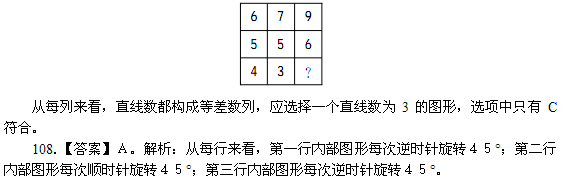 6 7 9
5 5 6
4 3 ?
从每列来看，直线数都构成等差数列，应选择一个直线数为 3 的图形，选项中只有 C
符合。
108.【答案】A。解析：从每行来看，第一行内部图形每次逆时针旋转４５°；第二行
内部图形每次顺时针旋转４５°；第三行内部图形每次逆时针旋转４５°。